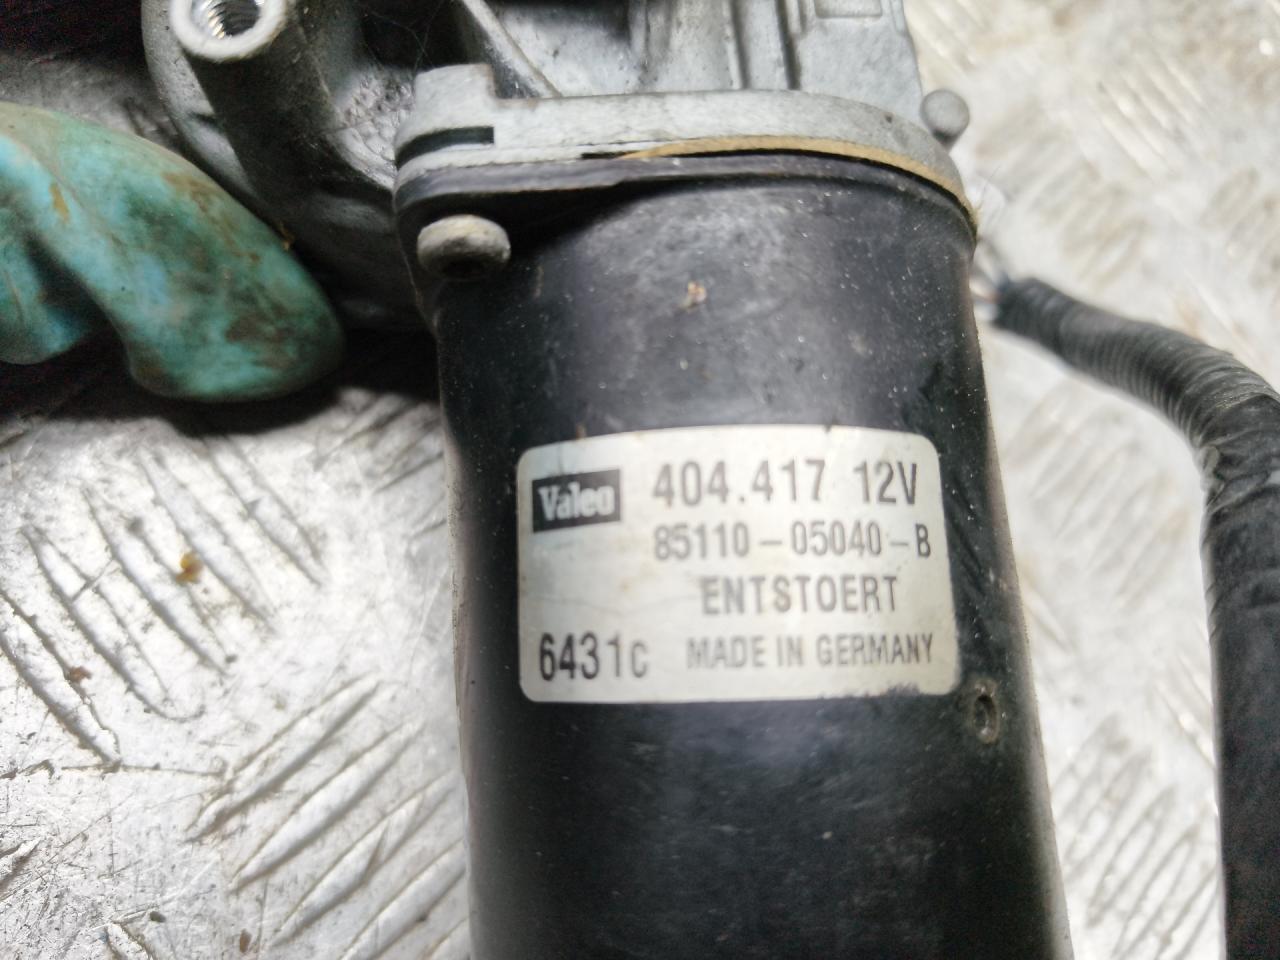 Valeo 404.417 12V
85110-05040-B
ENTSTOERT
6431c MADE IN GERMANY